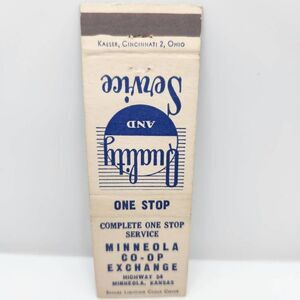 KAESER, CINCINNATI 2, OHIO
Quality
AND
Service
ONE STOP
COMPLETE ONE STOP
SERVICE
MINNEOLA
CO-OP
EXCHANGE
HIGHWAY 54
MINNEOLA, KANSAS